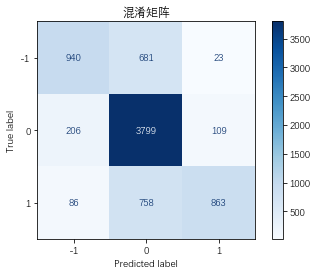 混淆矩阵
-1 940 681 23
0 206 3799 109
1 86 758 863
-1 0 1
True label
Predicted label
3500
3000
2500
2000
1500
1000
500